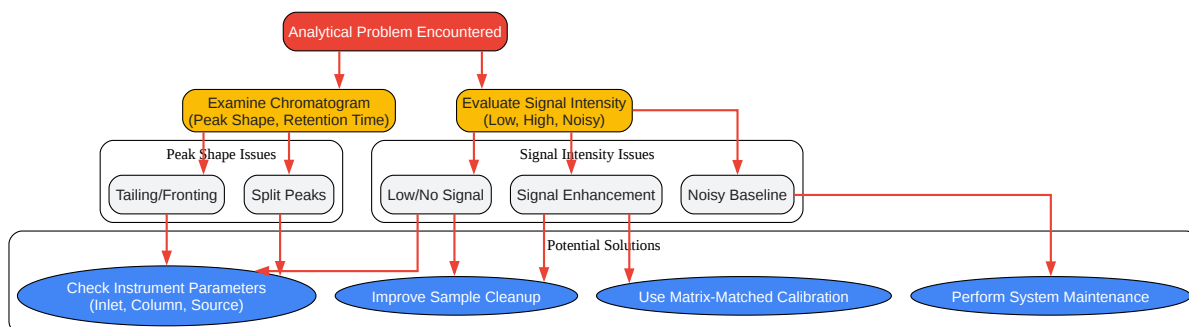 Analytical Problem Encountered
Examine Chromatogram
(Peak Shape, Retention Time)
Evaluate Signal Intensity
(Low, High, Noisy)
Peak Shape Issues
Signal Intensity Issues
Tailing/Fronting
Split Peaks
Low/No Signal
Signal Enhancement
Noisy Baseline
Potential Solutions
Check Instrument Parameters
(Inlet, Column, Source)
Improve Sample Cleanup
Use Matrix-Matched Calibration
Perform System Maintenance